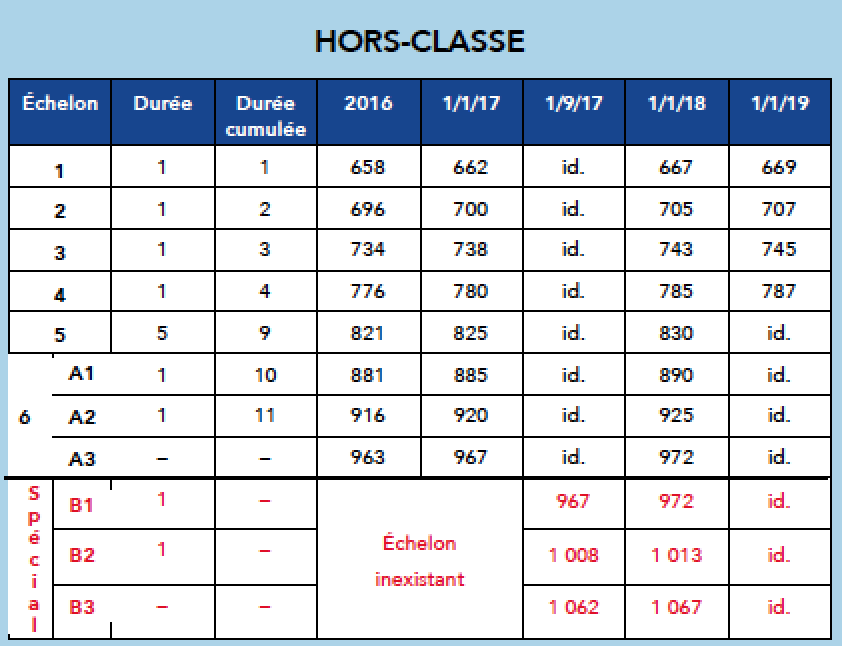 HORS-CLASSE
Échelon Durée Durée cumulée 2016 1/1/17 1/9/17 1/1/18 1/1/19
1 1 1 658 662 id. 667 669
2 1 2 696 700 id. 705 707
3 1 3 734 738 id. 743 745
4 1 4 776 780 id. 785 787
5 5 9 821 825 id. 830 id.
6
A1 1 10 881 885 id. 890 id.
A2 1 11 916 920 id. 925 id.
A3 – – 963 967 id. 972 id.
Spécial
B1 1 – 967 972 id.
Échelon inexistant
B2 1 – 1 008 1 013 id.
B3 – – 1 062 1 067 id.